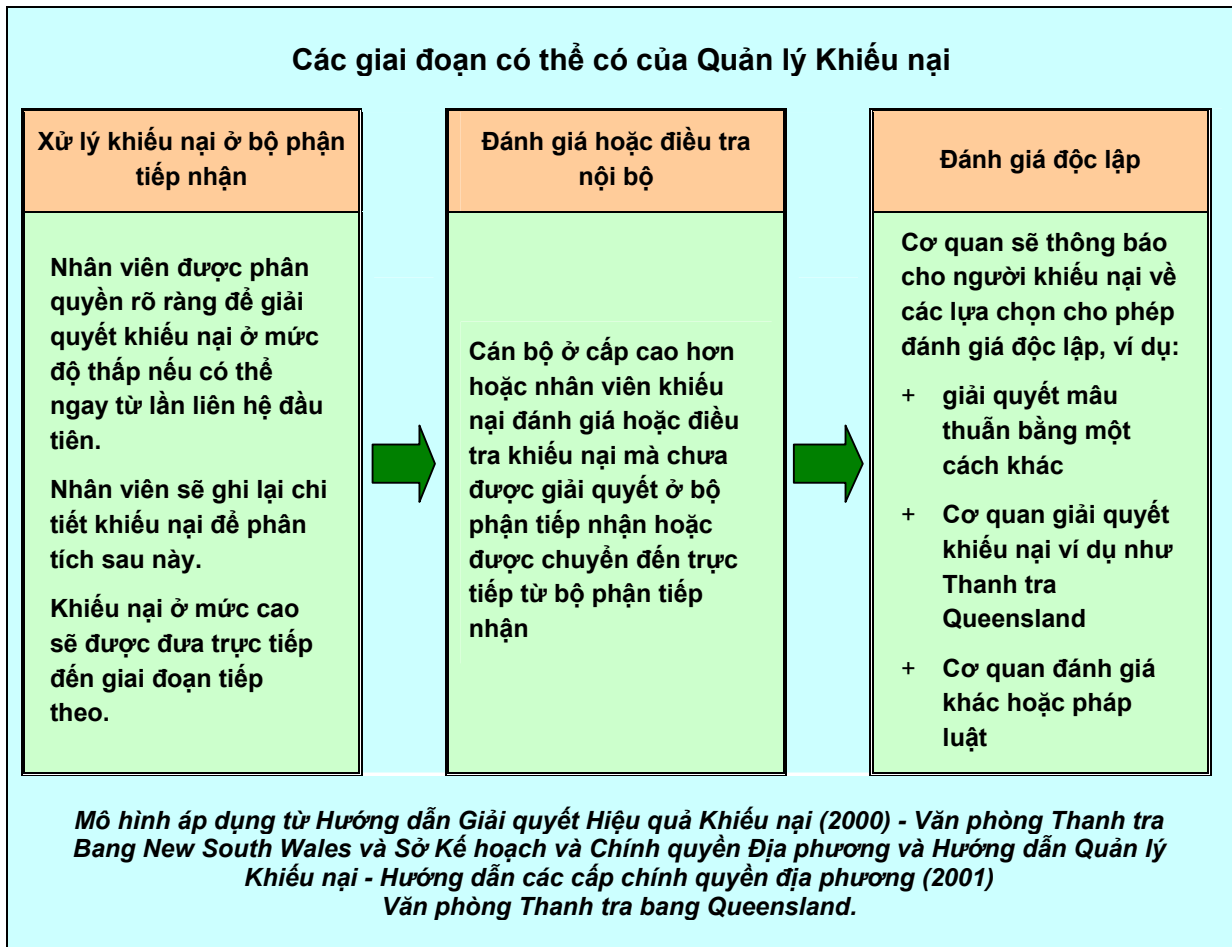 Các giai đoạn có thể có của Quản lý Khiếu nại
Xử lý khiếu nại ở bộ phận
tiếp nhận
Nhân viên được phân
quyền rõ ràng để giải
quyết khiếu nại ở mức
độ thấp nếu có thể
ngay từ lần liên hệ đầu
tiên.
Nhân viên sẽ ghi lại chi
tiết khiếu nại để phân
tích sau này.
Khiếu nại ở mức cao
sẽ được đưa trực tiếp
đến giai đoạn tiếp
theo.
Đánh giá hoặc điều tra
nội bộ
Cán bộ ở cấp cao hơn
hoặc nhân viên khiếu
nại đánh giá hoặc điều
tra khiếu nại mà chưa
được giải quyết ở bộ
phận tiếp nhận hoặc
được chuyển đến trực
tiếp từ bộ phận tiếp
nhận
Đánh giá độc lập
Cơ quan sẽ thông báo
cho người khiếu nại về
các lựa chọn cho phép
đánh giá độc lập, ví dụ:
+ giải quyết mâu
thuẫn bằng một
cách khác
+ Cơ quan giải quyết
khiếu nại ví dụ như
Thanh tra
Queensland
+ Cơ quan đánh giá
khác hoặc pháp
luật
Mô hình áp dụng từ Hướng dẫn Giải quyết Hiệu quả Khiếu nại (2000) - Văn phòng Thanh tra
Bang New South Wales và Sở Kế hoạch và Chính quyền Địa phương và Hướng dẫn Quản lý
Khiếu nại - Hướng dẫn các cấp chính quyền địa phương (2001)
Văn phòng Thanh tra bang Queensland.